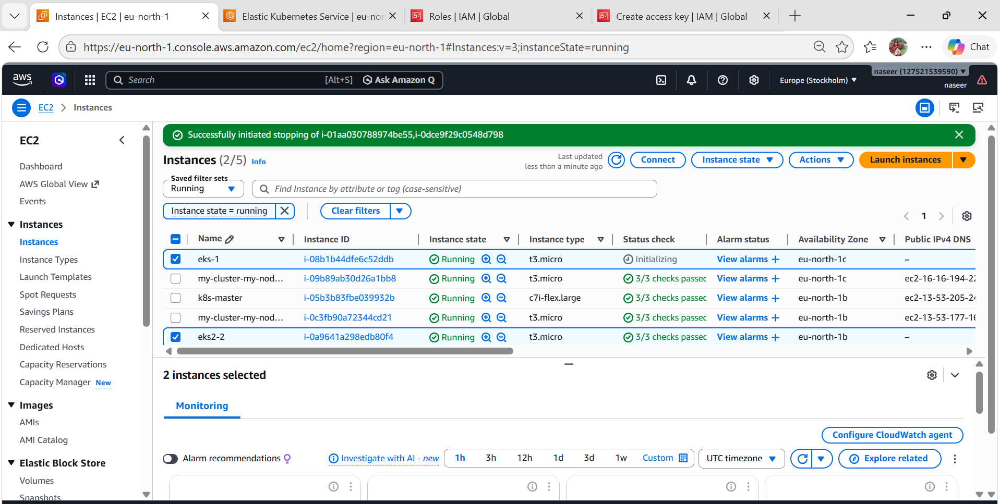 Instances | EC2 | eu-north-1
Elastic Kubernetes Service | eu-nor
Roles | IAM | Global
Create access key | IAM | Global
https://eu-north-1.console.aws.amazon.com/ec2/home?region=eu-north-1#Instances:v=3;instanceState=running
Chat
aws
Search
[Alt+S]
Ask Amazon Q
Europe (Stockholm)
naseer (127521539590)
naseer
EC2
Instances
EC2
Dashboard
AWS Global View
Events
Instances
Instances
Instance Types
Launch Templates
Spot Requests
Savings Plans
Reserved Instances
Dedicated Hosts
Capacity Reservations
Capacity Manager New
Images
AMIs
AMI Catalog
Elastic Block Store
Volumes
Snapshots
Successfully initiated stopping of i-01aa030788974be55,i-0dce9f29c0548d798
Instances (2/5) Info
Last updated
less than a minute ago
Connect
Instance state
Actions
Launch instances
Saved filter sets
Running
Find Instance by attribute or tag (case-sensitive)
Instance state = running
Clear filters
1
Name Instance ID Instance state Instance type Status check Alarm status Availability Zone Public IPv4 DNS
eks-1 i-08b1b44dfe6c52ddb Running t3.micro Initializing View alarms + eu-north-1c –
my-cluster-my-nod... i-09b89ab30d26a1bb8 Running t3.micro 3/3 checks passec View alarms + eu-north-1c ec2-16-16-194-22
k8s-master i-05b3b83fbe039932b Running c7i-flex.large 3/3 checks passec View alarms + eu-north-1b ec2-13-53-205-24
my-cluster-my-nod... i-0c3fb90a72344cd21 Running t3.micro 3/3 checks passec View alarms + eu-north-1b ec2-13-53-177-16
eks2-2 i-0a9641a298edb80f4 Running t3.micro 3/3 checks passec View alarms + eu-north-1b –
2 instances selected
Monitoring
Configure CloudWatch agent
Alarm recommendations
Investigate with AI - new
1h 3h 12h 1d 3d 1w Custom
UTC timezone
Explore related